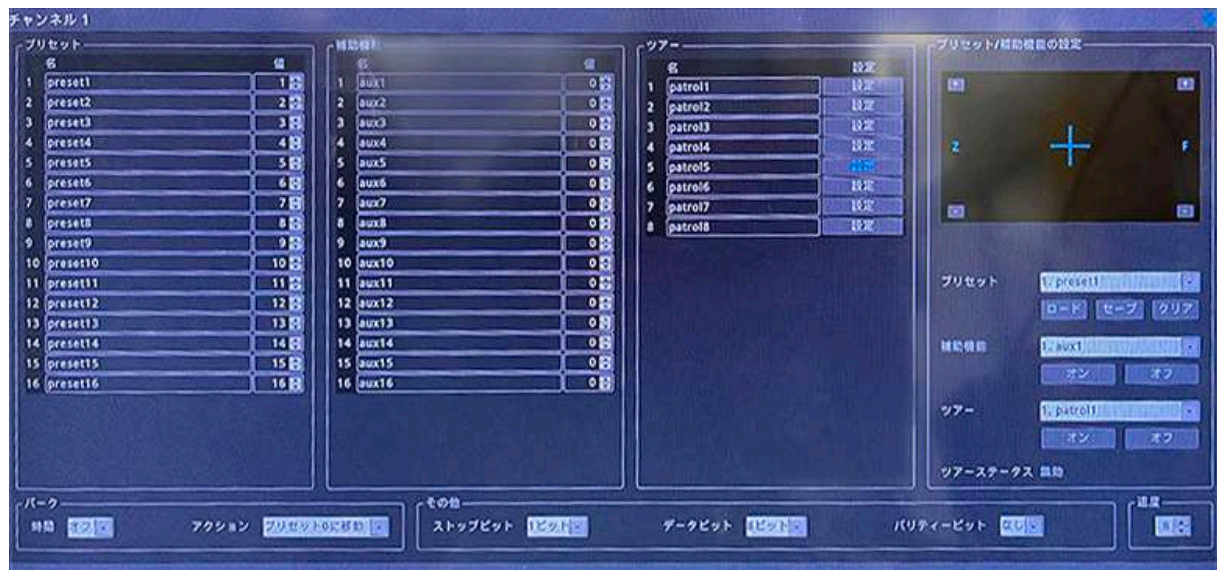 チャンネル 1
プリセット
名 値
1 preset1 1
2 preset2 2
3 preset3 3
4 preset4 4
5 preset5 5
6 preset6 6
7 preset7 7
8 preset8 8
9 preset9 9
10 preset10 10
11 preset11 11
12 preset12 12
13 preset13 13
14 preset14 14
15 preset15 15
16 preset16 16
補助機能
名 値
1 aux1 0
2 aux2 0
3 aux3 0
4 aux4 0
5 aux5 0
6 aux6 0
7 aux7 0
8 aux8 0
9 aux9 0
10 aux10 0
11 aux11 0
12 aux12 0
13 aux13 0
14 aux14 0
15 aux15 0
16 aux16 0
ツアー
名 設定
1 patrol1 設定
2 patrol2 設定
3 patrol3 設定
4 patrol4 設定
5 patrol5 設定
6 patrol6 設定
7 patrol7 設定
8 patrol8 設定
プリセット/補助機能の設定
+ +
Z F
- -
プリセット 1. preset1
ロード セーブ クリア
補助機能 1. aux1
オン オフ
ツアー 1. patrol1
オン オフ
ツアーステータス 無効
パーク
時間 オフ アクション プリセット0に移動
その他
ストップビット 1ビット データビット 8ビット パリティービット なし
速度
8